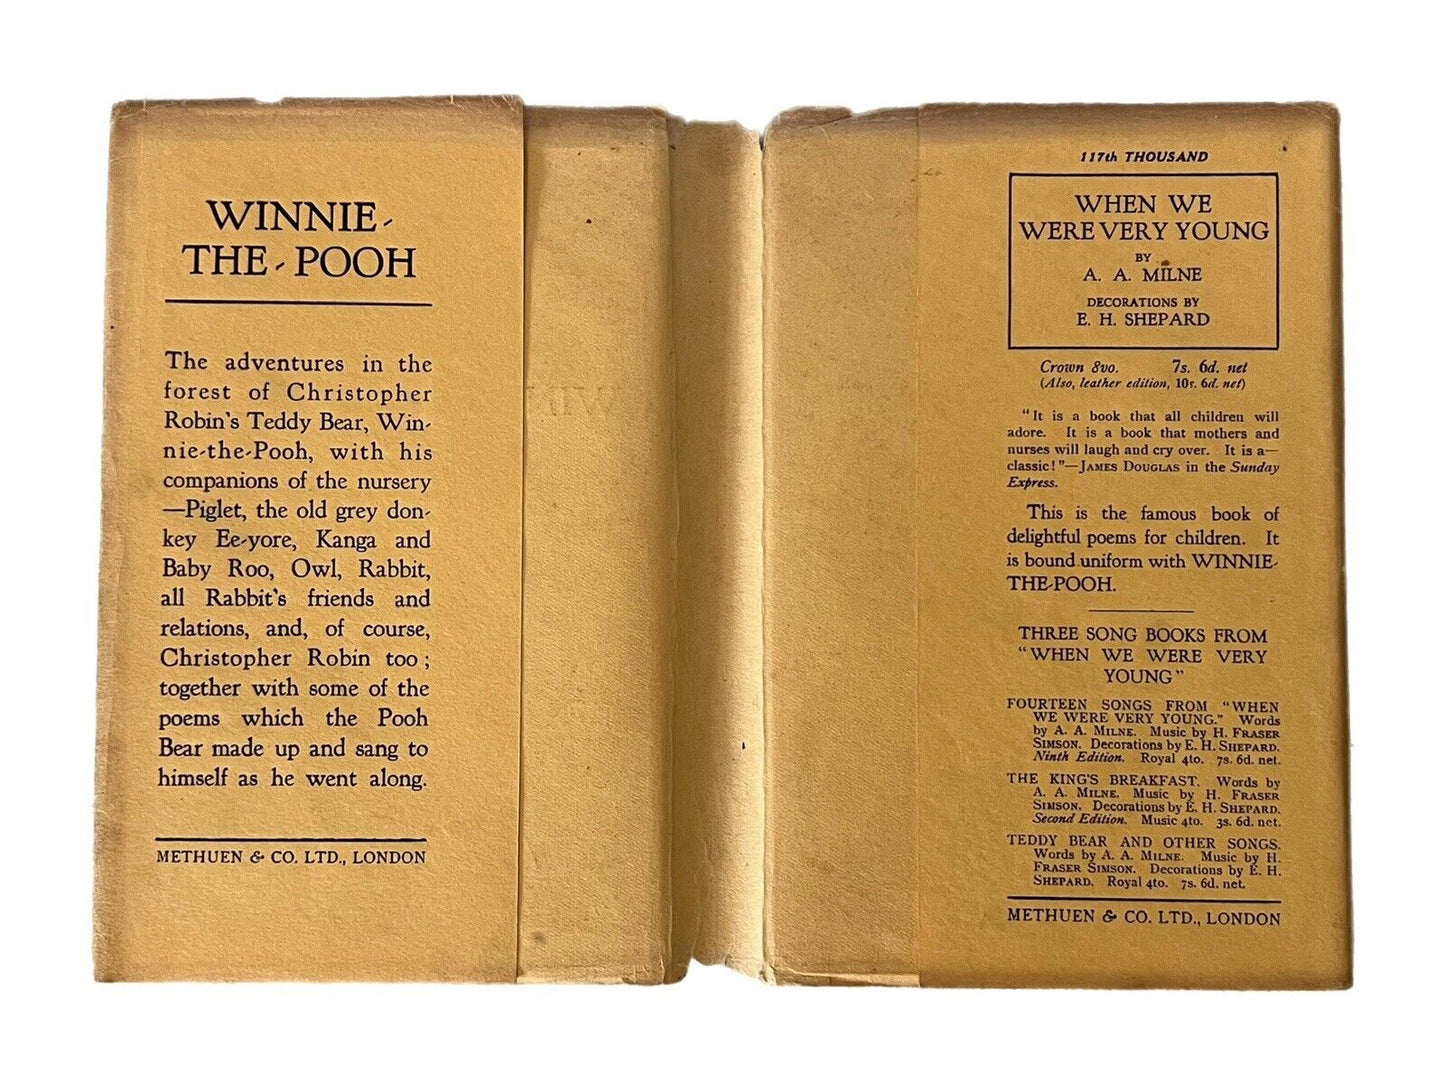 WINNIE-
THE-POOH
The adventures in the
forest of Christopher
Robin's Teddy Bear, Win-
nie-the-Pooh, with his
companions of the nursery
—Piglet, the old grey don-
key Ee-yore, Kanga and
Baby Roo, Owl, Rabbit,
all Rabbit's friends and
relations, and, of course,
Christopher Robin too;
together with some of the
poems which the Pooh
Bear made up and sang to
himself as he went along.
METHUEN & CO. LTD., LONDON
117th THOUSAND
WHEN WE
WERE VERY YOUNG
BY
A. A. MILNE
DECORATIONS BY
E. H. SHEPARD
Crown 8vo. 7s. 6d. net
(Also, leather edition, 10s. 6d. net)
"It is a book that all children will
adore. It is a book that mothers and
nurses will laugh and cry over. It is a—
classic!"—JAMES DOUGLAS in the Sunday
Express.
This is the famous book of
delightful poems for children. It
is bound uniform with WINNIE-
THE-POOH.
THREE SONG BOOKS FROM
"WHEN WE WERE VERY
YOUNG"
FOURTEEN SONGS FROM "WHEN
WE WERE VERY YOUNG." Words
by A. A. MILNE. Music by H. FRASER
SIMSON. Decorations by E. H. SHEPARD.
Ninth Edition. Royal 4to. 7s. 6d. net.
THE KING'S BREAKFAST. Words by
A. A. MILNE. Music by H. FRASER
SIMSON. Decorations by E. H. SHEPARD.
Second Edition. Music 4to. 3s. 6d. net.
TEDDY BEAR AND OTHER SONGS.
Words by A. A. MILNE. Music by H.
FRASER SIMSON. Decorations by E. H.
SHEPARD. Royal 4to. 7s. 6d. net.
METHUEN & CO. LTD., LONDON